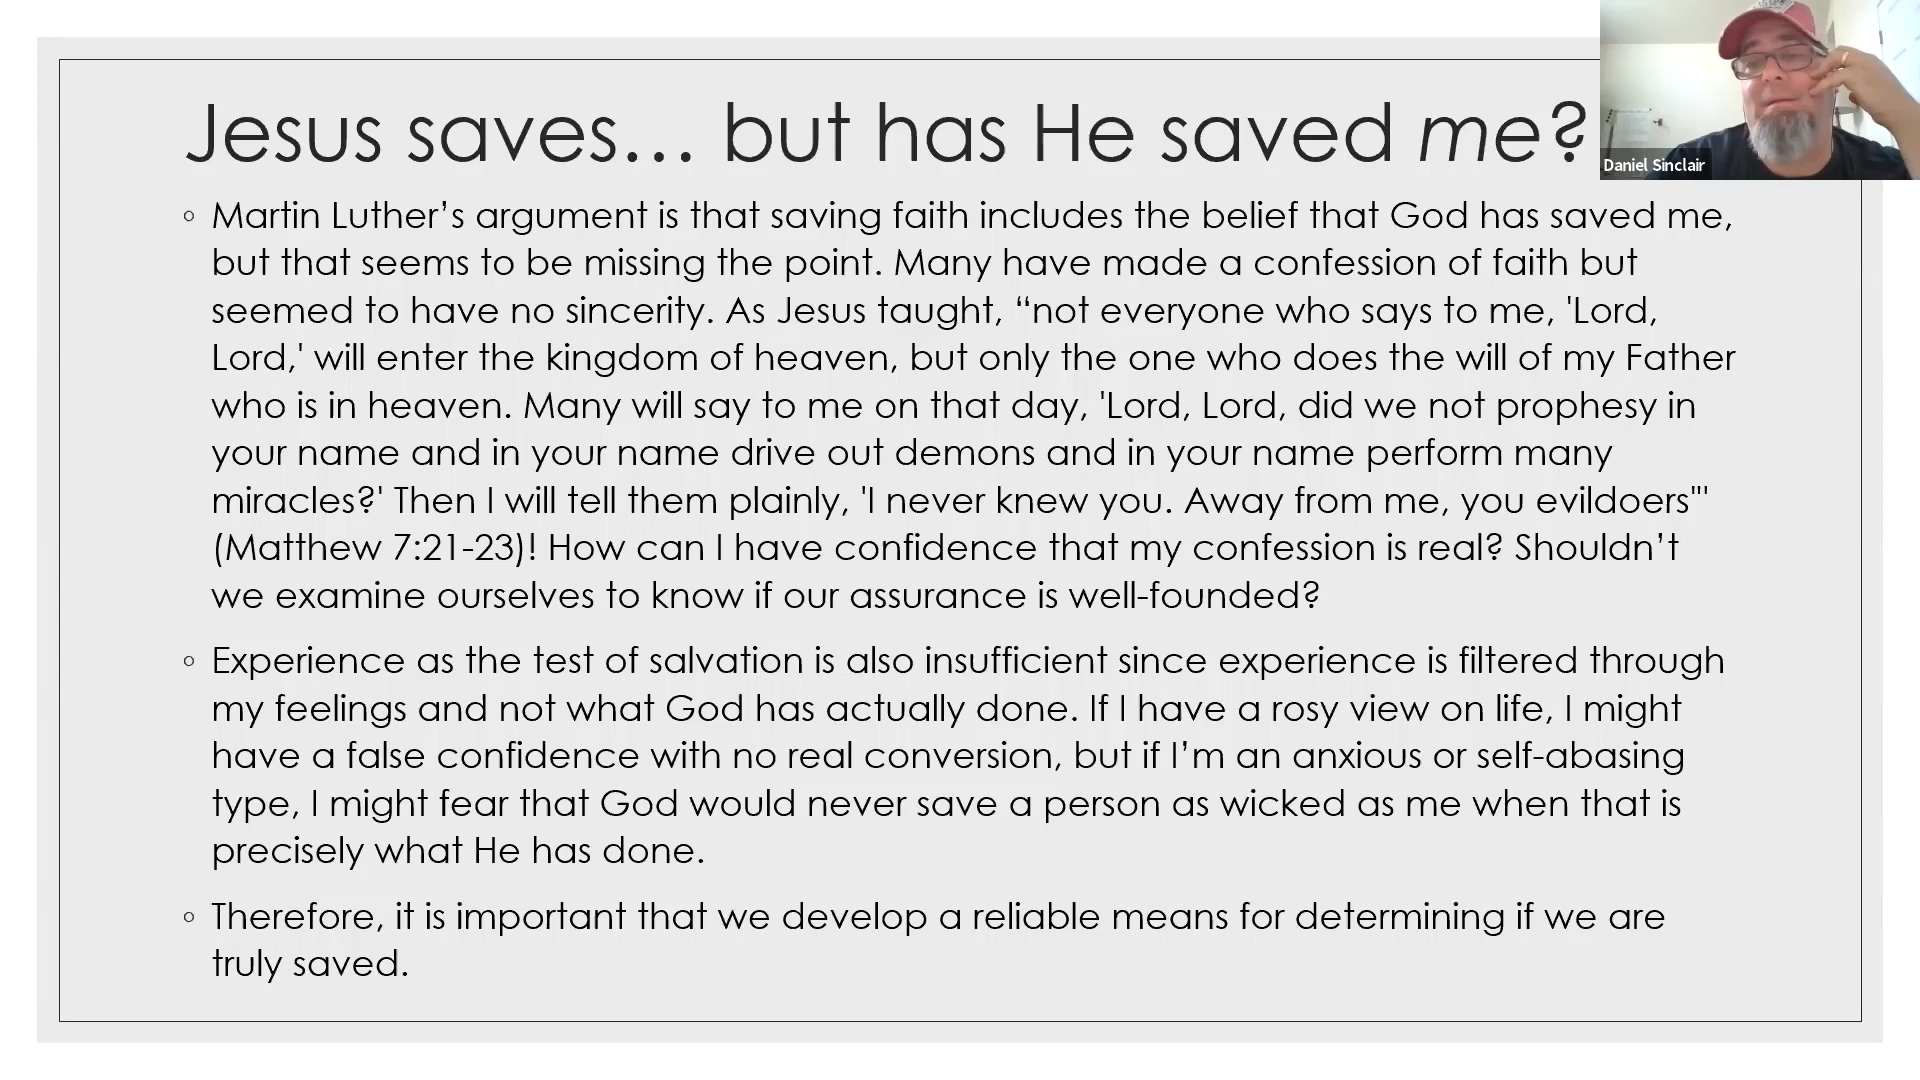 Jesus saves… but has He saved me?
Daniel Sinclair
◦ Martin Luther’s argument is that saving faith includes the belief that God has saved me,
but that seems to be missing the point. Many have made a confession of faith but
seemed to have no sincerity. As Jesus taught, “not everyone who says to me, 'Lord,
Lord,' will enter the kingdom of heaven, but only the one who does the will of my Father
who is in heaven. Many will say to me on that day, 'Lord, Lord, did we not prophesy in
your name and in your name drive out demons and in your name perform many
miracles?' Then I will tell them plainly, 'I never knew you. Away from me, you evildoers'"
(Matthew 7:21-23)! How can I have confidence that my confession is real? Shouldn’t
we examine ourselves to know if our assurance is well-founded?
◦ Experience as the test of salvation is also insufficient since experience is filtered through
my feelings and not what God has actually done. If I have a rosy view on life, I might
have a false confidence with no real conversion, but if I’m an anxious or self-abasing
type, I might fear that God would never save a person as wicked as me when that is
precisely what He has done.
◦ Therefore, it is important that we develop a reliable means for determining if we are
truly saved.